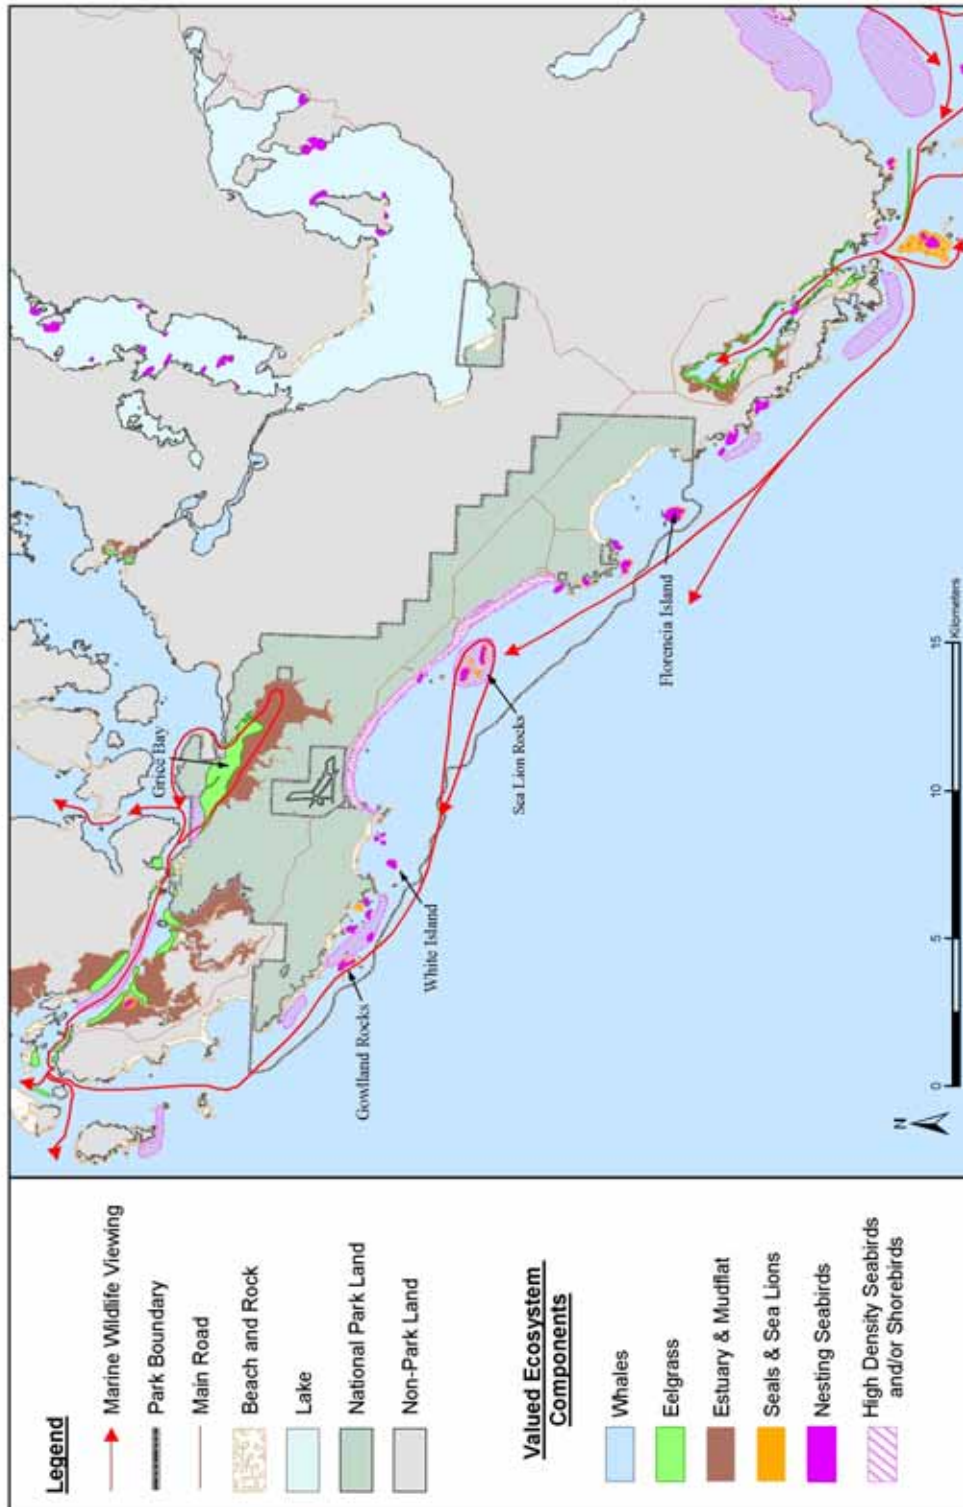 Legend
Marine Wildlife Viewing
Park Boundary
Main Road
Beach and Rock
Lake
National Park Land
Non-Park Land
Valued Ecosystem
Components
Whales
Eelgrass
Estuary & Mudflat
Seals & Sea Lions
Nesting Seabirds
High Density Seabirds
and/or Shorebirds
Grice Bay
Gowlland Rocks
White Island
Sea Lion Rocks
Florencia Island
N
0 5 10 15
Kilometers